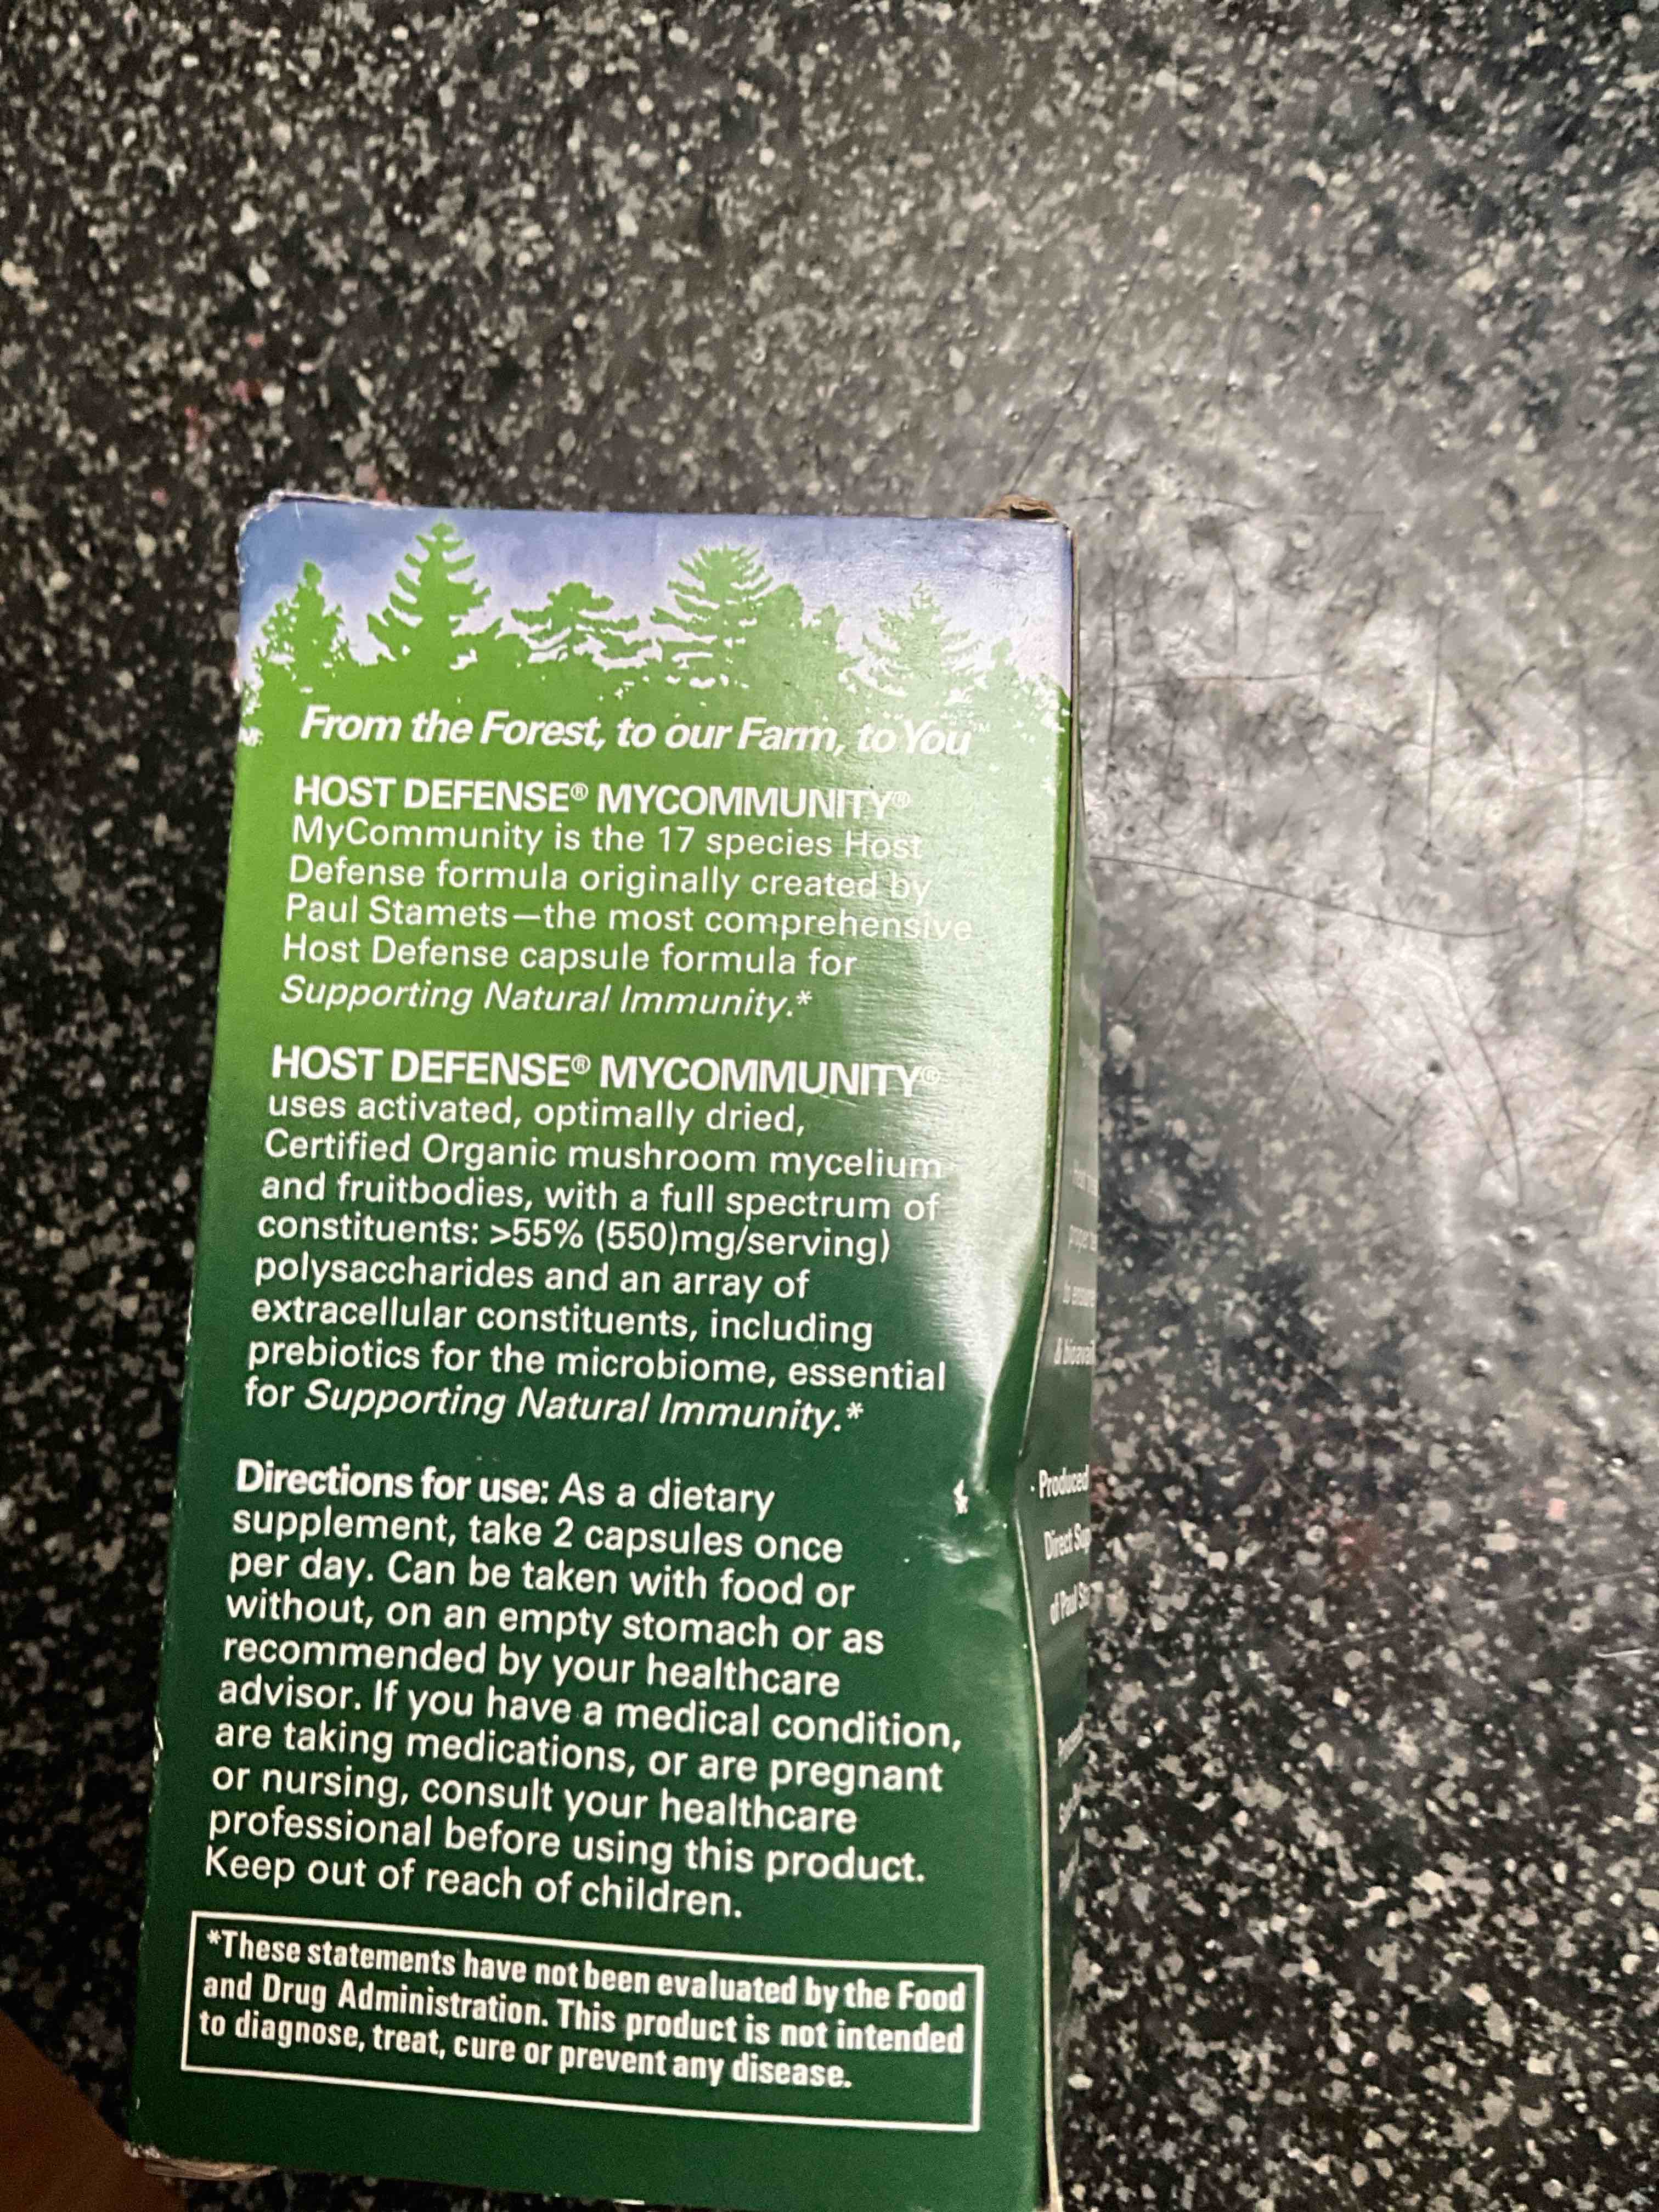 From the Forest, to our Farm, to You™
HOST DEFENSE® MYCOMMUNITY®
MyCommunity is the 17 species Host
Defense formula originally created by
Paul Stamets—the most comprehensive
Host Defense capsule formula for
Supporting Natural Immunity.*
HOST DEFENSE® MYCOMMUNITY®
uses activated, optimally dried,
Certified Organic mushroom mycelium
and fruitbodies, with a full spectrum of
constituents: >55% (550)mg/serving)
polysaccharides and an array of
extracellular constituents, including
prebiotics for the microbiome, essential
for Supporting Natural Immunity.*
Directions for use: As a dietary
supplement, take 2 capsules once
per day. Can be taken with food or
without, on an empty stomach or as
recommended by your healthcare
advisor. If you have a medical condition,
are taking medications, or are pregnant
or nursing, consult your healthcare
professional before using this product.
Keep out of reach of children.
*These statements have not been evaluated by the Food
and Drug Administration. This product is not intended
to diagnose, treat, cure or prevent any disease.
· Produced
Direct
of Paul